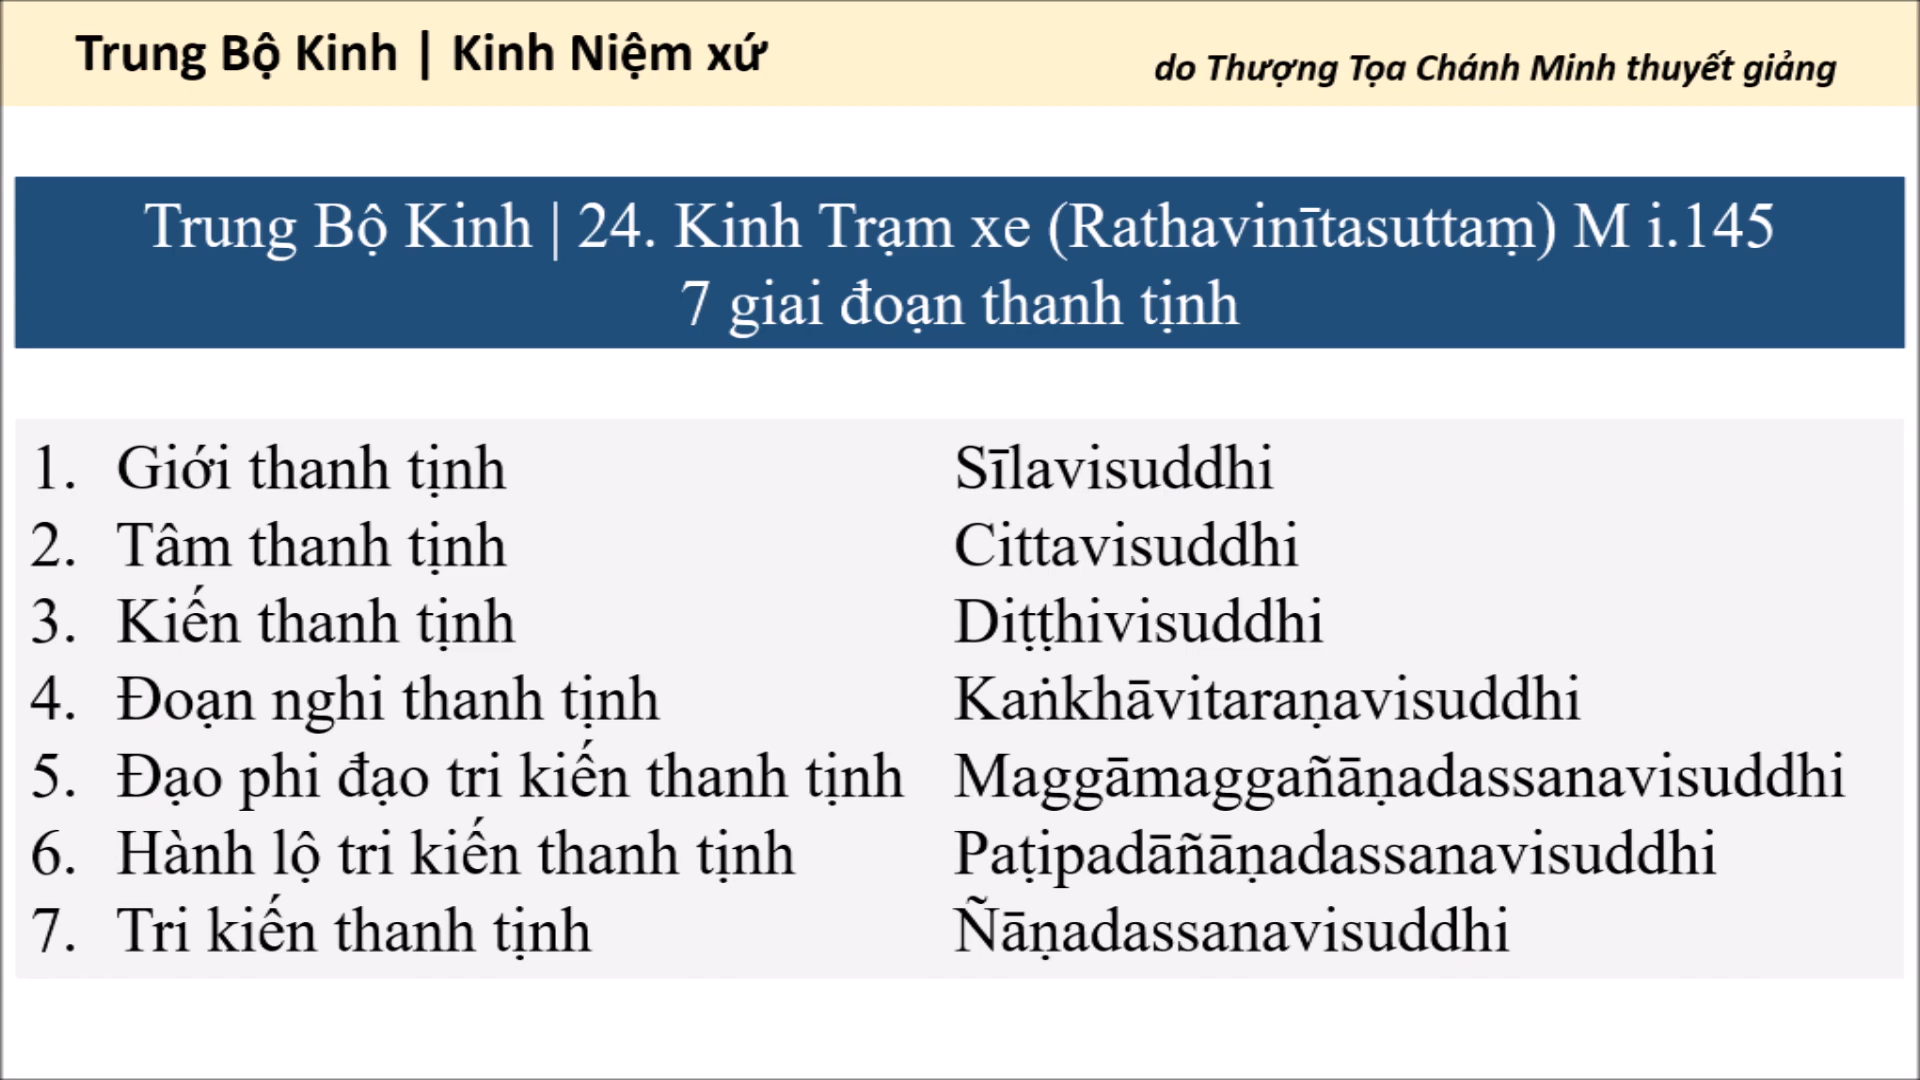 Trung Bộ Kinh | Kinh Niệm xứ
do Thượng Tọa Chánh Minh thuyết giảng
Trung Bộ Kinh | 24. Kinh Trạm xe (Rathavinītasuttaṃ) M i.145
7 giai đoạn thanh tịnh
1. Giới thanh tịnh Sīlavisuddhi
2. Tâm thanh tịnh Cittavisuddhi
3. Kiến thanh tịnh Diṭṭhivisuddhi
4. Đoạn nghi thanh tịnh Kaṅkhāvitaraṇavisuddhi
5. Đạo phi đạo tri kiến thanh tịnh Maggāmaggañāṇadassanavisuddhi
6. Hành lộ tri kiến thanh tịnh Paṭipadāñāṇadassanavisuddhi
7. Tri kiến thanh tịnh Ñāṇadassanavisuddhi